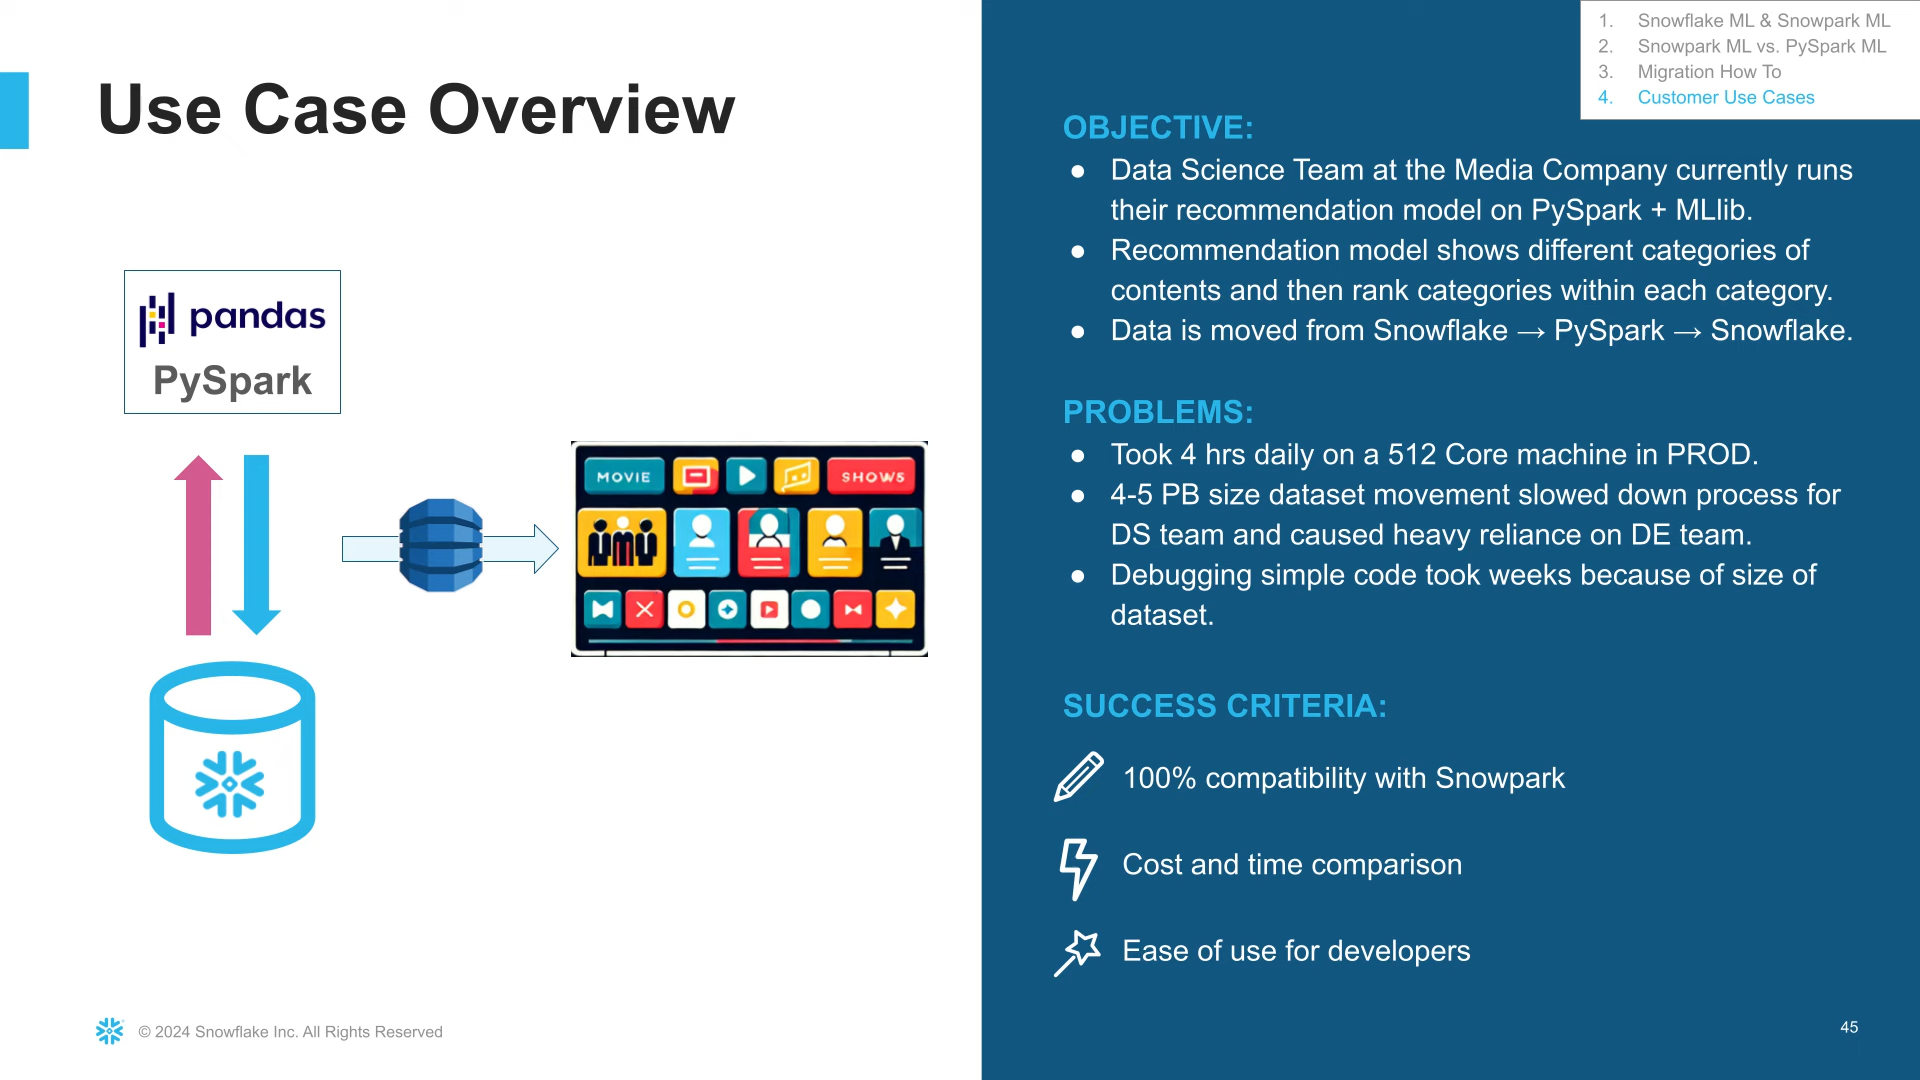 Use Case Overview
pandas
PySpark
MOVIE
SHOWS
© 2024 Snowflake Inc. All Rights Reserved
1. Snowflake ML & Snowpark ML
2. Snowpark ML vs. PySpark ML
3. Migration How To
4. Customer Use Cases
OBJECTIVE:
● Data Science Team at the Media Company currently runs
their recommendation model on PySpark + MLlib.
● Recommendation model shows different categories of
contents and then rank categories within each category.
● Data is moved from Snowflake → PySpark → Snowflake.
PROBLEMS:
● Took 4 hrs daily on a 512 Core machine in PROD.
● 4-5 PB size dataset movement slowed down process for
DS team and caused heavy reliance on DE team.
● Debugging simple code took weeks because of size of
dataset.
SUCCESS CRITERIA:
100% compatibility with Snowpark
Cost and time comparison
Ease of use for developers
45